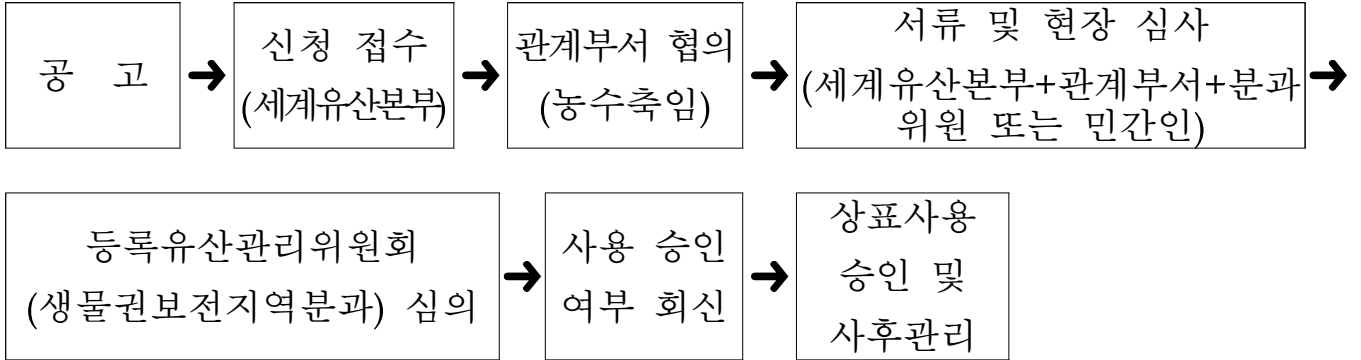 공 고
신청 접수
(세계유산본부)
관계부서 협의
(농수축임)
서류 및 현장 심사
(세계유산본부+관계부서+분과
위원 또는 민간인)
등록유산관리위원회
(생물권보전지역분과) 심의
사용 승인
여부 회신
상표사용
승인 및
사후관리